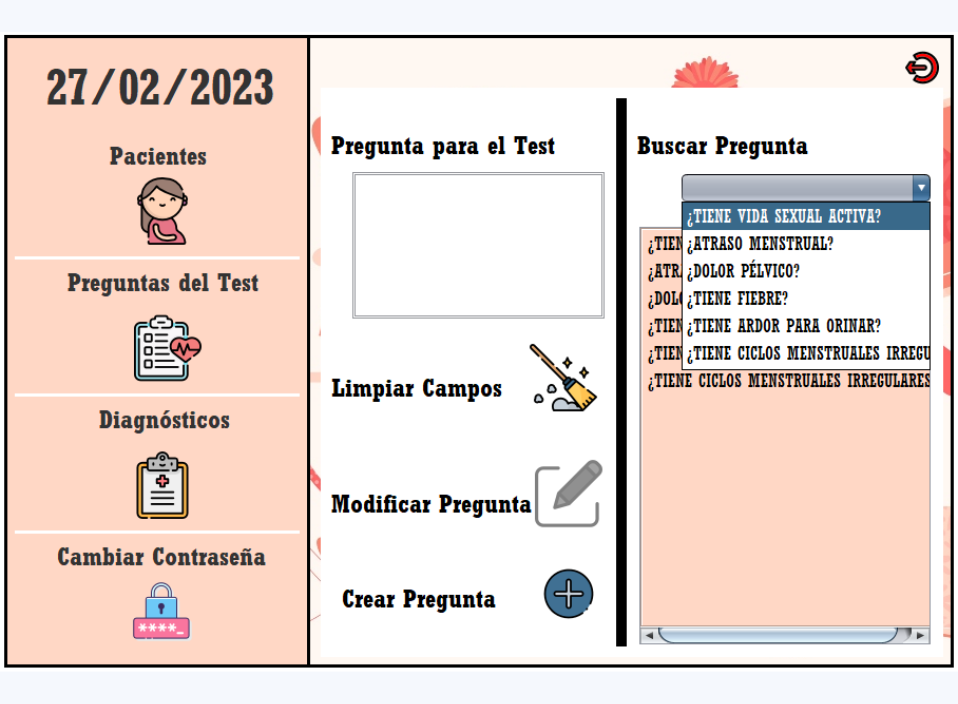 27/02/2023
Pacientes
Preguntas del Test
Diagnósticos
Cambiar Contraseña
****_
Pregunta para el Test
Limpiar Campos
Modificar Pregunta
Crear Pregunta
Buscar Pregunta
¿TIENE VIDA SEXUAL ACTIVA?
¿TIEN ¿ATRASO MENSTRUAL?
¿ATR. ¿DOLOR PÉLVICO?
¿DOLO ¿TIENE FIEBRE?
¿TIEN ¿TIENE ARDOR PARA ORINAR?
¿TIEN ¿TIENE CICLOS MENSTRUALES IRREGU
¿TIENE CICLOS MENSTRUALES IRREGULARES